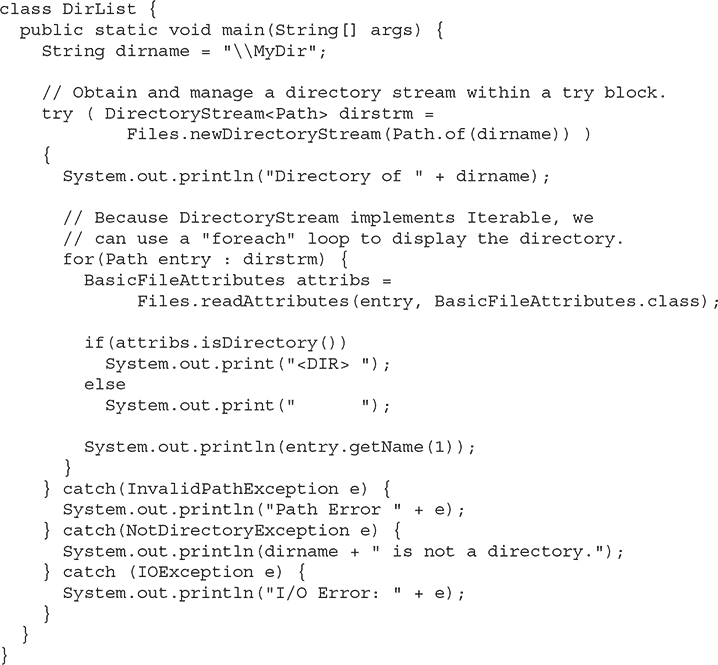 class DirList {
  public static void main(String[] args) {
    String dirname = "\\MyDir";

    // Obtain and manage a directory stream within a try block.
    try ( DirectoryStream<Path> dirstrm =
            Files.newDirectoryStream(Path.of(dirname)) )
    {
      System.out.println("Directory of " + dirname);

      // Because DirectoryStream implements Iterable, we
      // can use a "foreach" loop to display the directory.
      for(Path entry : dirstrm) {
        BasicFileAttributes attribs =
             Files.readAttributes(entry, BasicFileAttributes.class);

        if(attribs.isDirectory())
          System.out.print("<DIR> ");
        else
          System.out.print("      ");

        System.out.println(entry.getName(1));
      }
    } catch(InvalidPathException e) {
      System.out.println("Path Error " + e);
    } catch(NotDirectoryException e) {
      System.out.println(dirname + " is not a directory.");
    } catch (IOException e) {
      System.out.println("I/O Error: " + e);
    }
  }
}